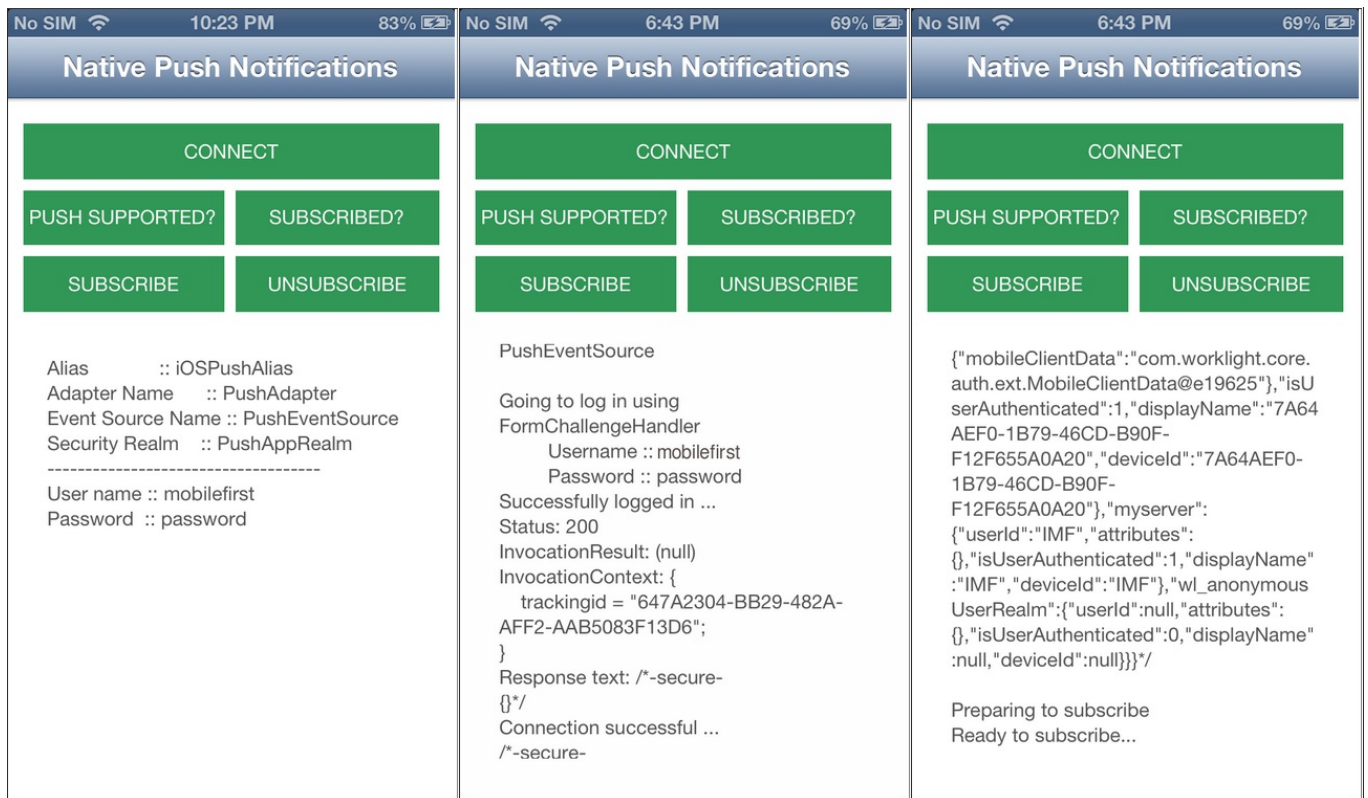 No SIM 10:23 PM 83%
Native Push Notifications
CONNECT
PUSH SUPPORTED? SUBSCRIBED?
SUBSCRIBE UNSUBSCRIBE
Alias :: iOSPushAlias
Adapter Name :: PushAdapter
Event Source Name :: PushEventSource
Security Realm :: PushAppRealm
------------------------------------
User name :: mobilefirst
Password :: password
No SIM 6:43 PM 69%
Native Push Notifications
CONNECT
PUSH SUPPORTED? SUBSCRIBED?
SUBSCRIBE UNSUBSCRIBE
PushEventSource
Going to log in using
FormChallengeHandler
Username :: mobilefirst
Password :: password
Successfully logged in ...
Status: 200
InvocationResult: (null)
InvocationContext: {
trackingid = "647A2304-BB29-482A-
AFF2-AAB5083F13D6";
}
Response text: /*-secure-
{}*/
Connection successful ...
/*-secure-
No SIM 6:43 PM 69%
Native Push Notifications
CONNECT
PUSH SUPPORTED? SUBSCRIBED?
SUBSCRIBE UNSUBSCRIBE
{"mobileClientData":"com.worklight.core.
auth.ext.MobileClientData@e19625"},"isU
serAuthenticated":1,"displayName":"7A64
AEF0-1B79-46CD-B90F-
F12F655A0A20","deviceId":"7A64AEF0-
1B79-46CD-B90F-
F12F655A0A20"},"myserver":
{"userId":"IMF","attributes":
{},"isUserAuthenticated":1,"displayName"
:"IMF","deviceId":"IMF"},"wl_anonymous
UserRealm":{"userId":null,"attributes":
{},"isUserAuthenticated":0,"displayName"
:null,"deviceId":null}}}*/
Preparing to subscribe
Ready to subscribe...